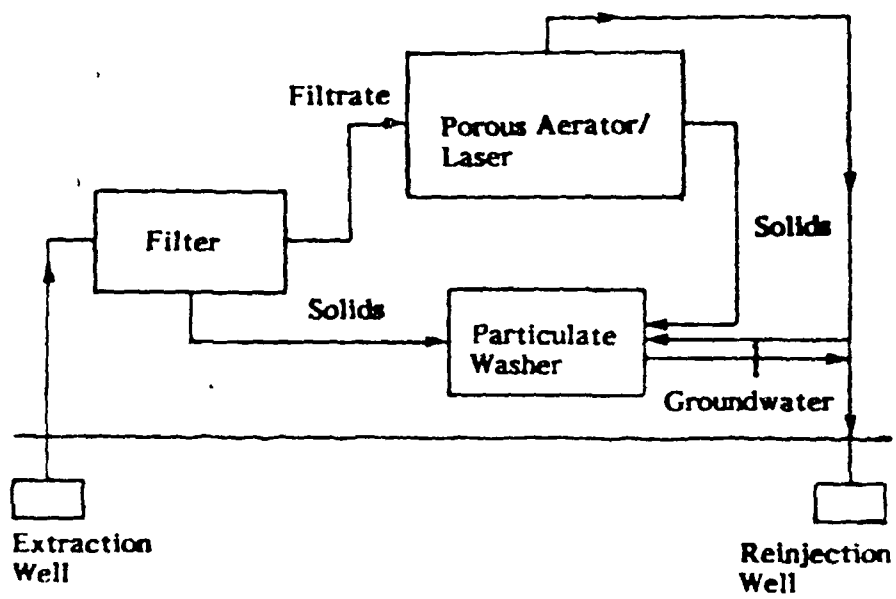 Filtrate
Porous Aerator/
Laser
Filter
Solids
Solids
Particulate
Washer
Groundwater
Extraction
Well
Reinjection
Well